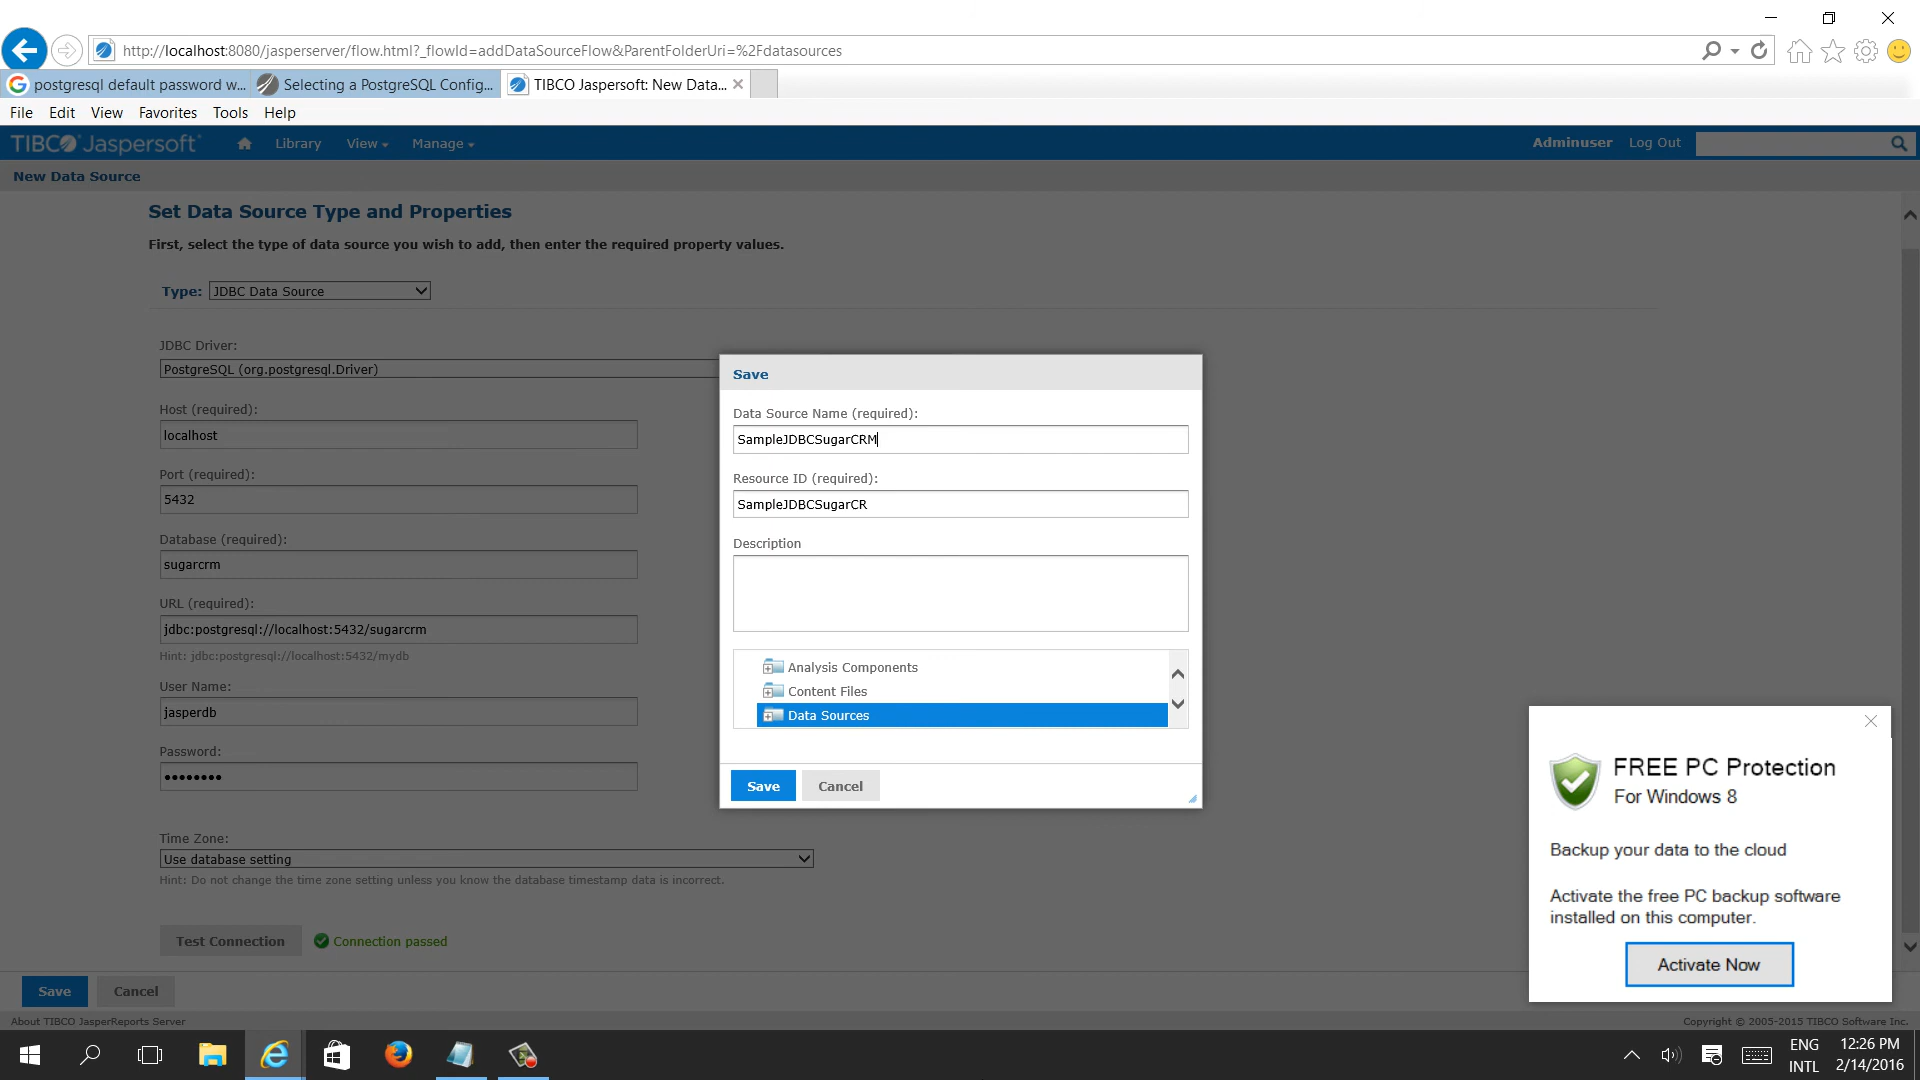 http://localhost:8080/jasperserver/flow.html?_flowId=addDataSourceFlow&ParentFolderUri=%2Fdatasources
postgresql default password w...
Selecting a PostgreSQL Config...
TIBCO Jaspersoft: New Data...
File Edit View Favorites Tools Help
TIBCO Jaspersoft
Library View Manage
Adminuser Log Out
New Data Source
Set Data Source Type and Properties
First, select the type of data source you wish to add, then enter the required property values.
Type: JDBC Data Source
JDBC Driver:
PostgreSQL (org.postgresql.Driver)
Host (required):
localhost
Port (required):
5432
Database (required):
sugarcrm
URL (required):
jdbc:postgresql://localhost:5432/sugarcrm
Hint: jdbc:postgresql://localhost:5432/mydb
User Name:
jasperdb
Password:
••••••••
Time Zone:
Use database setting
Hint: Do not change the time zone setting unless you know the database timestamp data is incorrect.
Test Connection Connection passed
Save Cancel
Save
Data Source Name (required):
SampleJDBCSugarCRM
Resource ID (required):
SampleJDBCSugarCR
Description
Analysis Components
Content Files
Data Sources
Save Cancel
FREE PC Protection
For Windows 8
Backup your data to the cloud
Activate the free PC backup software
installed on this computer.
Activate Now
About TIBCO JasperReports Server
Copyright © 2005-2015 TIBCO Software Inc.
ENG
INTL
12:26 PM
2/14/2016